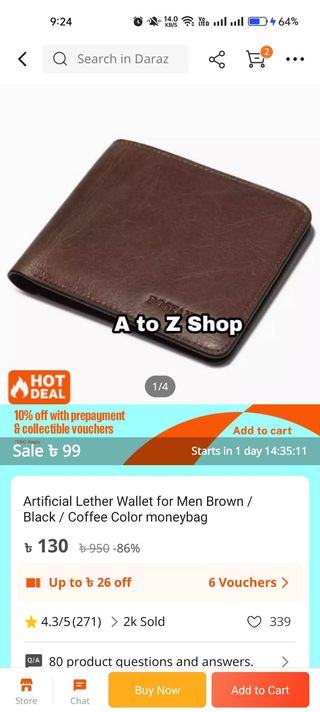 9:24 14.0 KB/S 64%
Search in Daraz 2
A to Z Shop
HOT
DEAL
1/4
10% off with prepayment
& collectible vouchers
*T&C Apply
Add to cart
Sale ৳ 99
Starts in 1 day 14:35:11
Artificial Lether Wallet for Men Brown /
Black / Coffee Color moneybag
৳ 130 ৳ 950 -86%
Up to ৳ 26 off 6 Vouchers
4.3/5 (271) 2k Sold 339
Q/A 80 product questions and answers.
Store Chat Buy Now Add to Cart